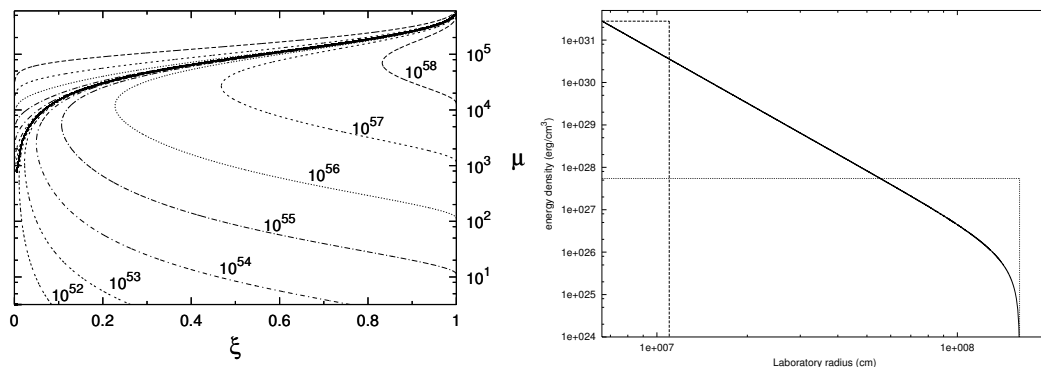 10^58
10^57
10^56
10^55
10^54
10^53
10^52
10^5
10^4
10^3
10^2
10^1
μ
0
0.2
0.4
0.6
0.8
1
ξ
1e+031
1e+030
1e+029
1e+028
1e+027
1e+026
1e+025
1e+024
energy density (erg/cm^3)
1e+007
1e+008
Laboratory radius (cm)